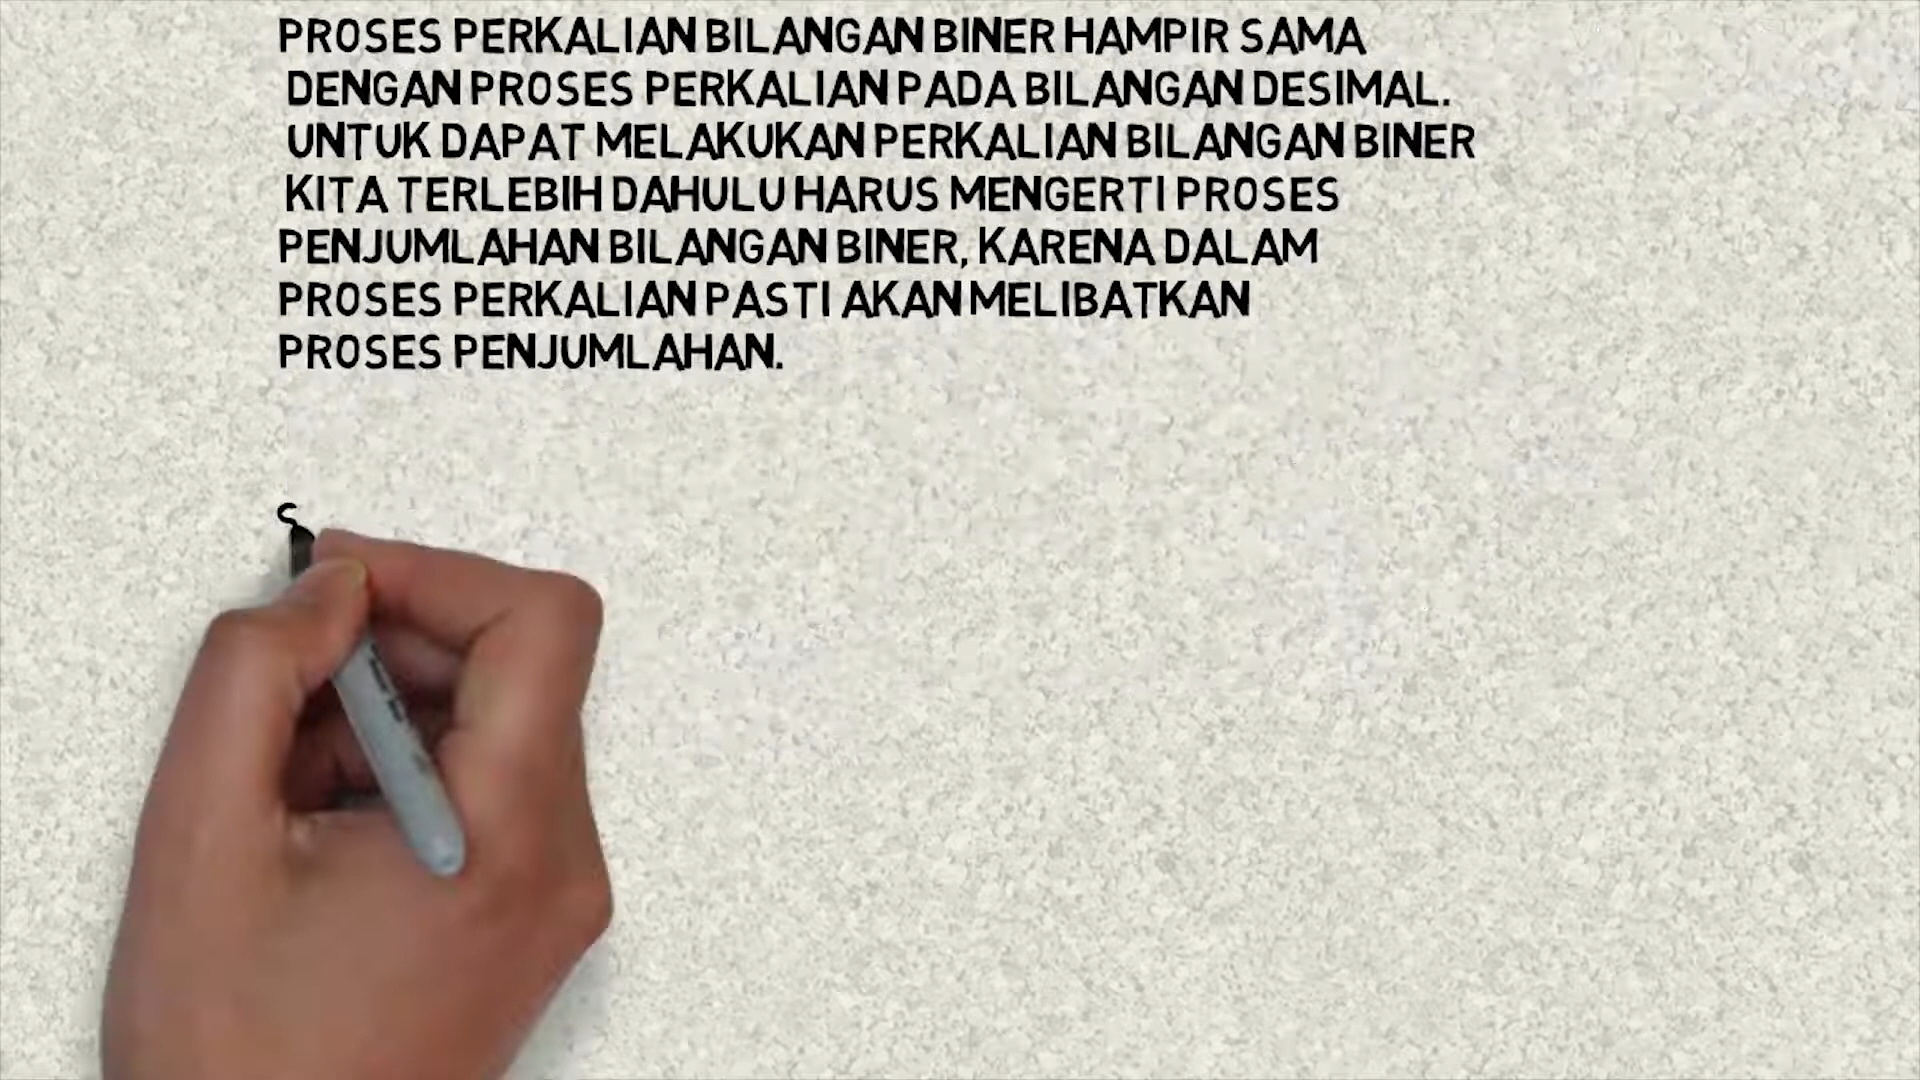 PROSES PERKALIAN BILANGAN BINER HAMPIR SAMA
DENGAN PROSES PERKALIAN PADA BILANGAN DESIMAL.
UNTUK DAPAT MELAKUKAN PERKALIAN BILANGAN BINER
KITA TERLEBIH DAHULU HARUS MENGERTI PROSES
PENJUMLAHAN BILANGAN BINER, KARENA DALAM
PROSES PERKALIAN PASTI AKAN MELIBATKAN
PROSES PENJUMLAHAN.